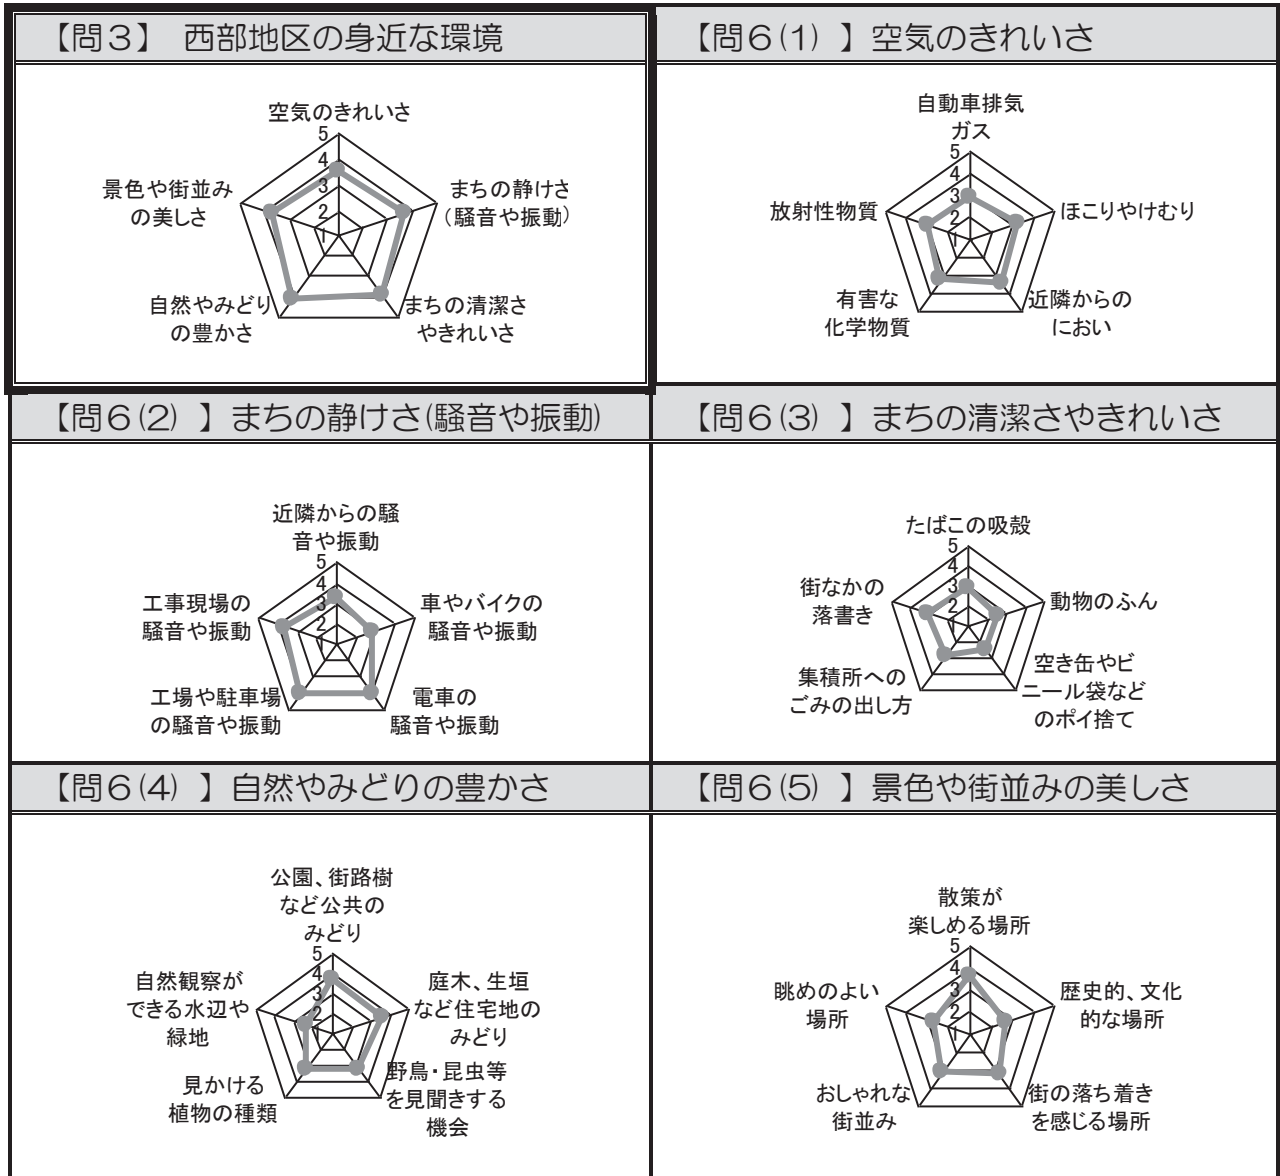 【問3】 西部地区の身近な環境
空気のきれいさ
5
4
3
2
1
まちの静けさ
(騒音や振動)
まちの清潔さ
やきれいさ
自然やみどり
の豊かさ
景色や街並み
の美しさ
【問6(1) 】空気のきれいさ
自動車排気
ガス
5
4
3
2
1
ほこりやけむり
近隣からの
におい
有害な
化学物質
放射性物質
【問6(2) 】まちの静けさ(騒音や振動)
近隣からの騒
音や振動
5
4
3
2
1
車やバイクの
騒音や振動
電車の
騒音や振動
工場や駐車場
の騒音や振動
工事現場の
騒音や振動
【問6(3) 】まちの清潔さやきれいさ
たばこの吸殻
5
4
3
2
1
動物のふん
空き缶やビ
ニール袋など
のポイ捨て
集積所への
ごみの出し方
街なかの
落書き
【問6(4) 】自然やみどりの豊かさ
公園、街路樹
など公共の
みどり
5
4
3
2
1
庭木、生垣
など住宅地の
みどり
野鳥・昆虫等
を見聞きする
機会
見かける
植物の種類
自然観察が
できる水辺や
緑地
【問6(5) 】景色や街並みの美しさ
散策が
楽しめる場所
5
4
3
2
1
歴史的、文化
的な場所
街の落ち着き
を感じる場所
おしゃれな
街並み
眺めのよい
場所